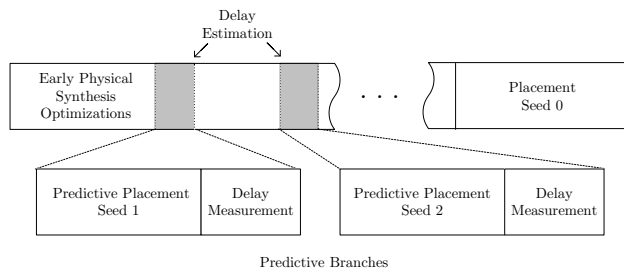 Delay
Estimation
Early Physical
Synthesis
Optimizations
. . .
Placement
Seed 0
Predictive Placement
Seed 1
Delay
Measurement
Predictive Placement
Seed 2
Delay
Measurement
Predictive Branches